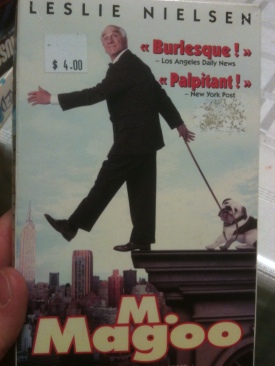 LESLIE NIELSEN
$ 4.00
« Burlesque ! »
– Los Angeles Daily News
« Palpitant ! »
– New York Post
M.
Magoo